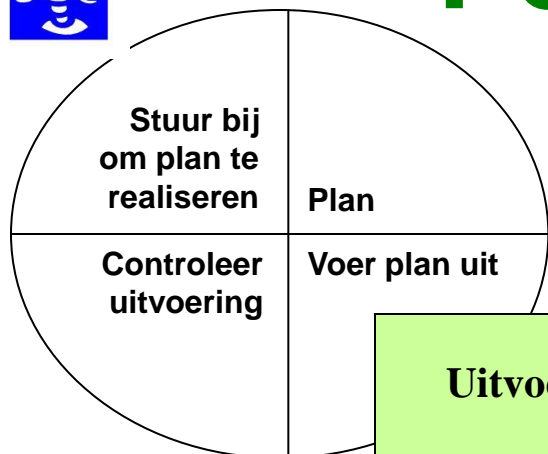 Stuur bij
om plan te
realiseren
Plan
Controleer
uitvoering
Voer plan uit